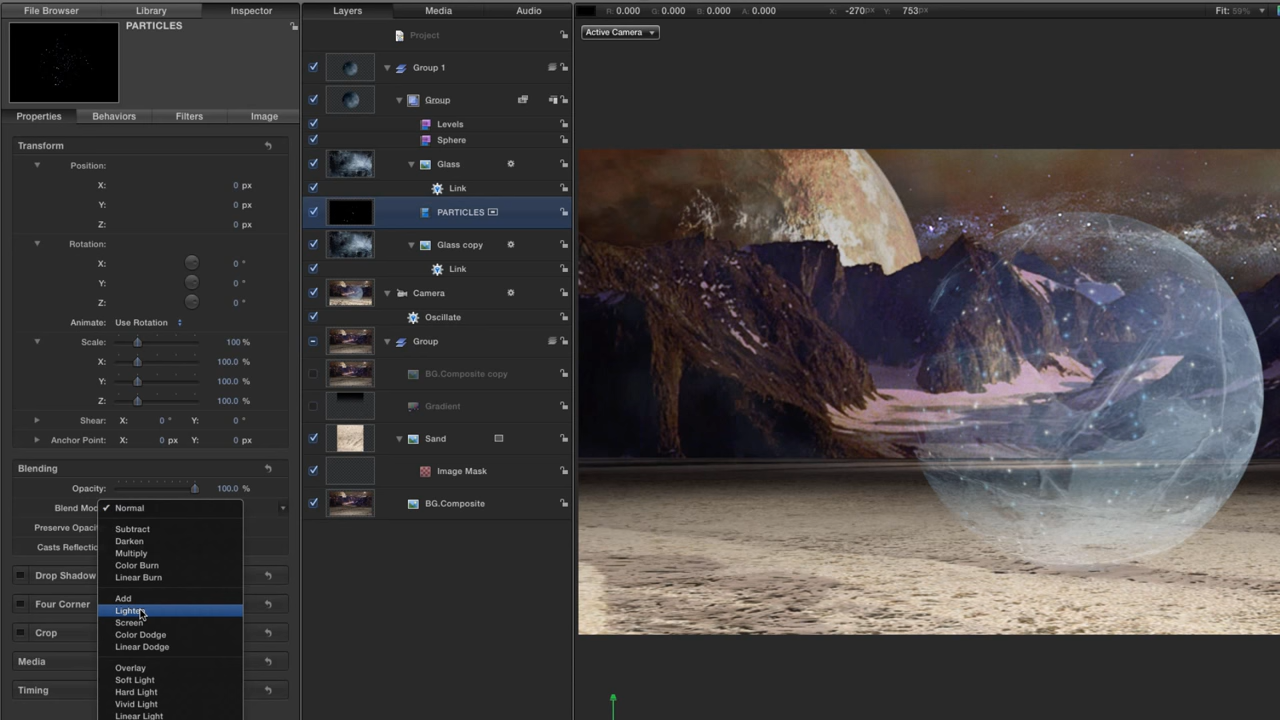 File Browser Library Inspector
PARTICLES
Properties Behaviors Filters Image
Transform
Position:
X: 0 px
Y: 0 px
Z: 0 px
Rotation:
X: 0 °
Y: 0 °
Z: 0 °
Animate: Use Rotation
Scale: 100 %
X: 100.0 %
Y: 100.0 %
Z: 100.0 %
Shear: X: 0 ° Y: 0 °
Anchor Point: X: 0 px Y: 0 px
Blending
Opacity: 100.0 %
Blend Mod
Preserve Opaci
Casts Reflectio
✓ Normal
Subtract
Darken
Multiply
Color Burn
Linear Burn
Add
Lighten
Screen
Color Dodge
Linear Dodge
Overlay
Soft Light
Hard Light
Vivid Light
Linear Light
Drop Shadow
Four Corner
Crop
Media
Timing
Layers Media Audio
Project
Group 1
Group
Levels
Sphere
Glass
Link
PARTICLES
Glass copy
Link
Camera
Oscillate
Group
BG.Composite copy
Gradient
Sand
Image Mask
BG.Composite
R: 0.000 G: 0.000 B: 0.000 A: 0.000 X: -270px Y: 753px Fit: 59%
Active Camera